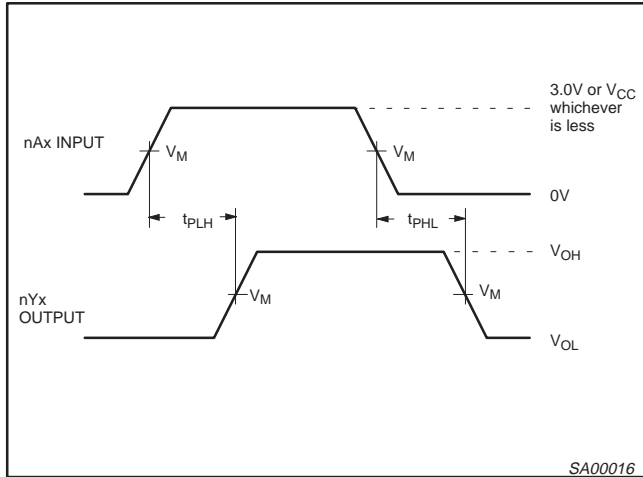 3.0V or VCC
whichever
is less
nAx INPUT
VM
VM
0V
tPLH
tPHL
VOH
nYx
OUTPUT
VM
VM
VOL
SA00016